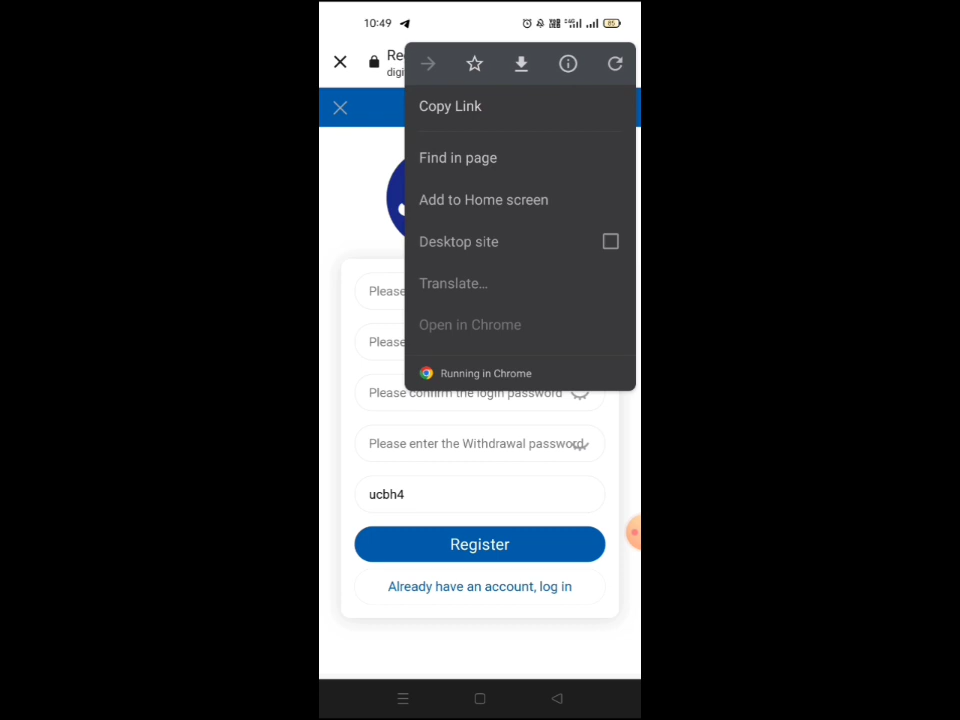 10:49
85
Copy Link
Find in page
Add to Home screen
Desktop site
Translate...
Open in Chrome
Running in Chrome
Please
Please
Please confirm the login password
Please enter the Withdrawal password
ucbh4
Register
Already have an account, log in